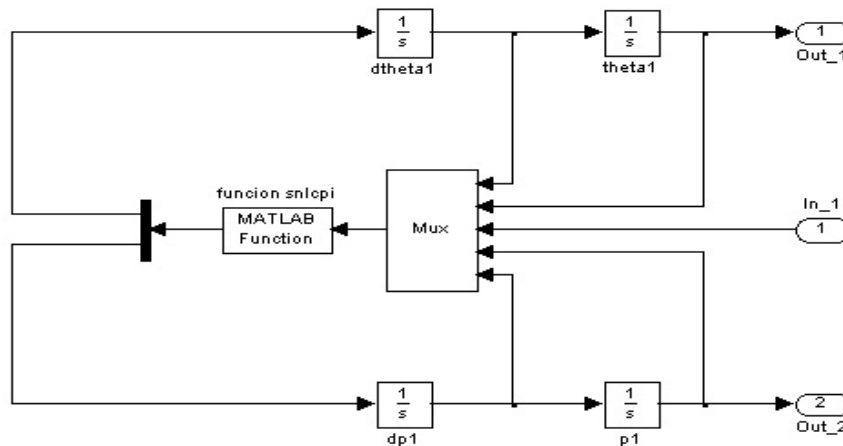 1
s
dtheta1
1
s
theta1
1
Out_1
funcion snlcpi
MATLAB
Function
Mux
In_1
1
1
s
dp1
1
s
p1
2
Out_2